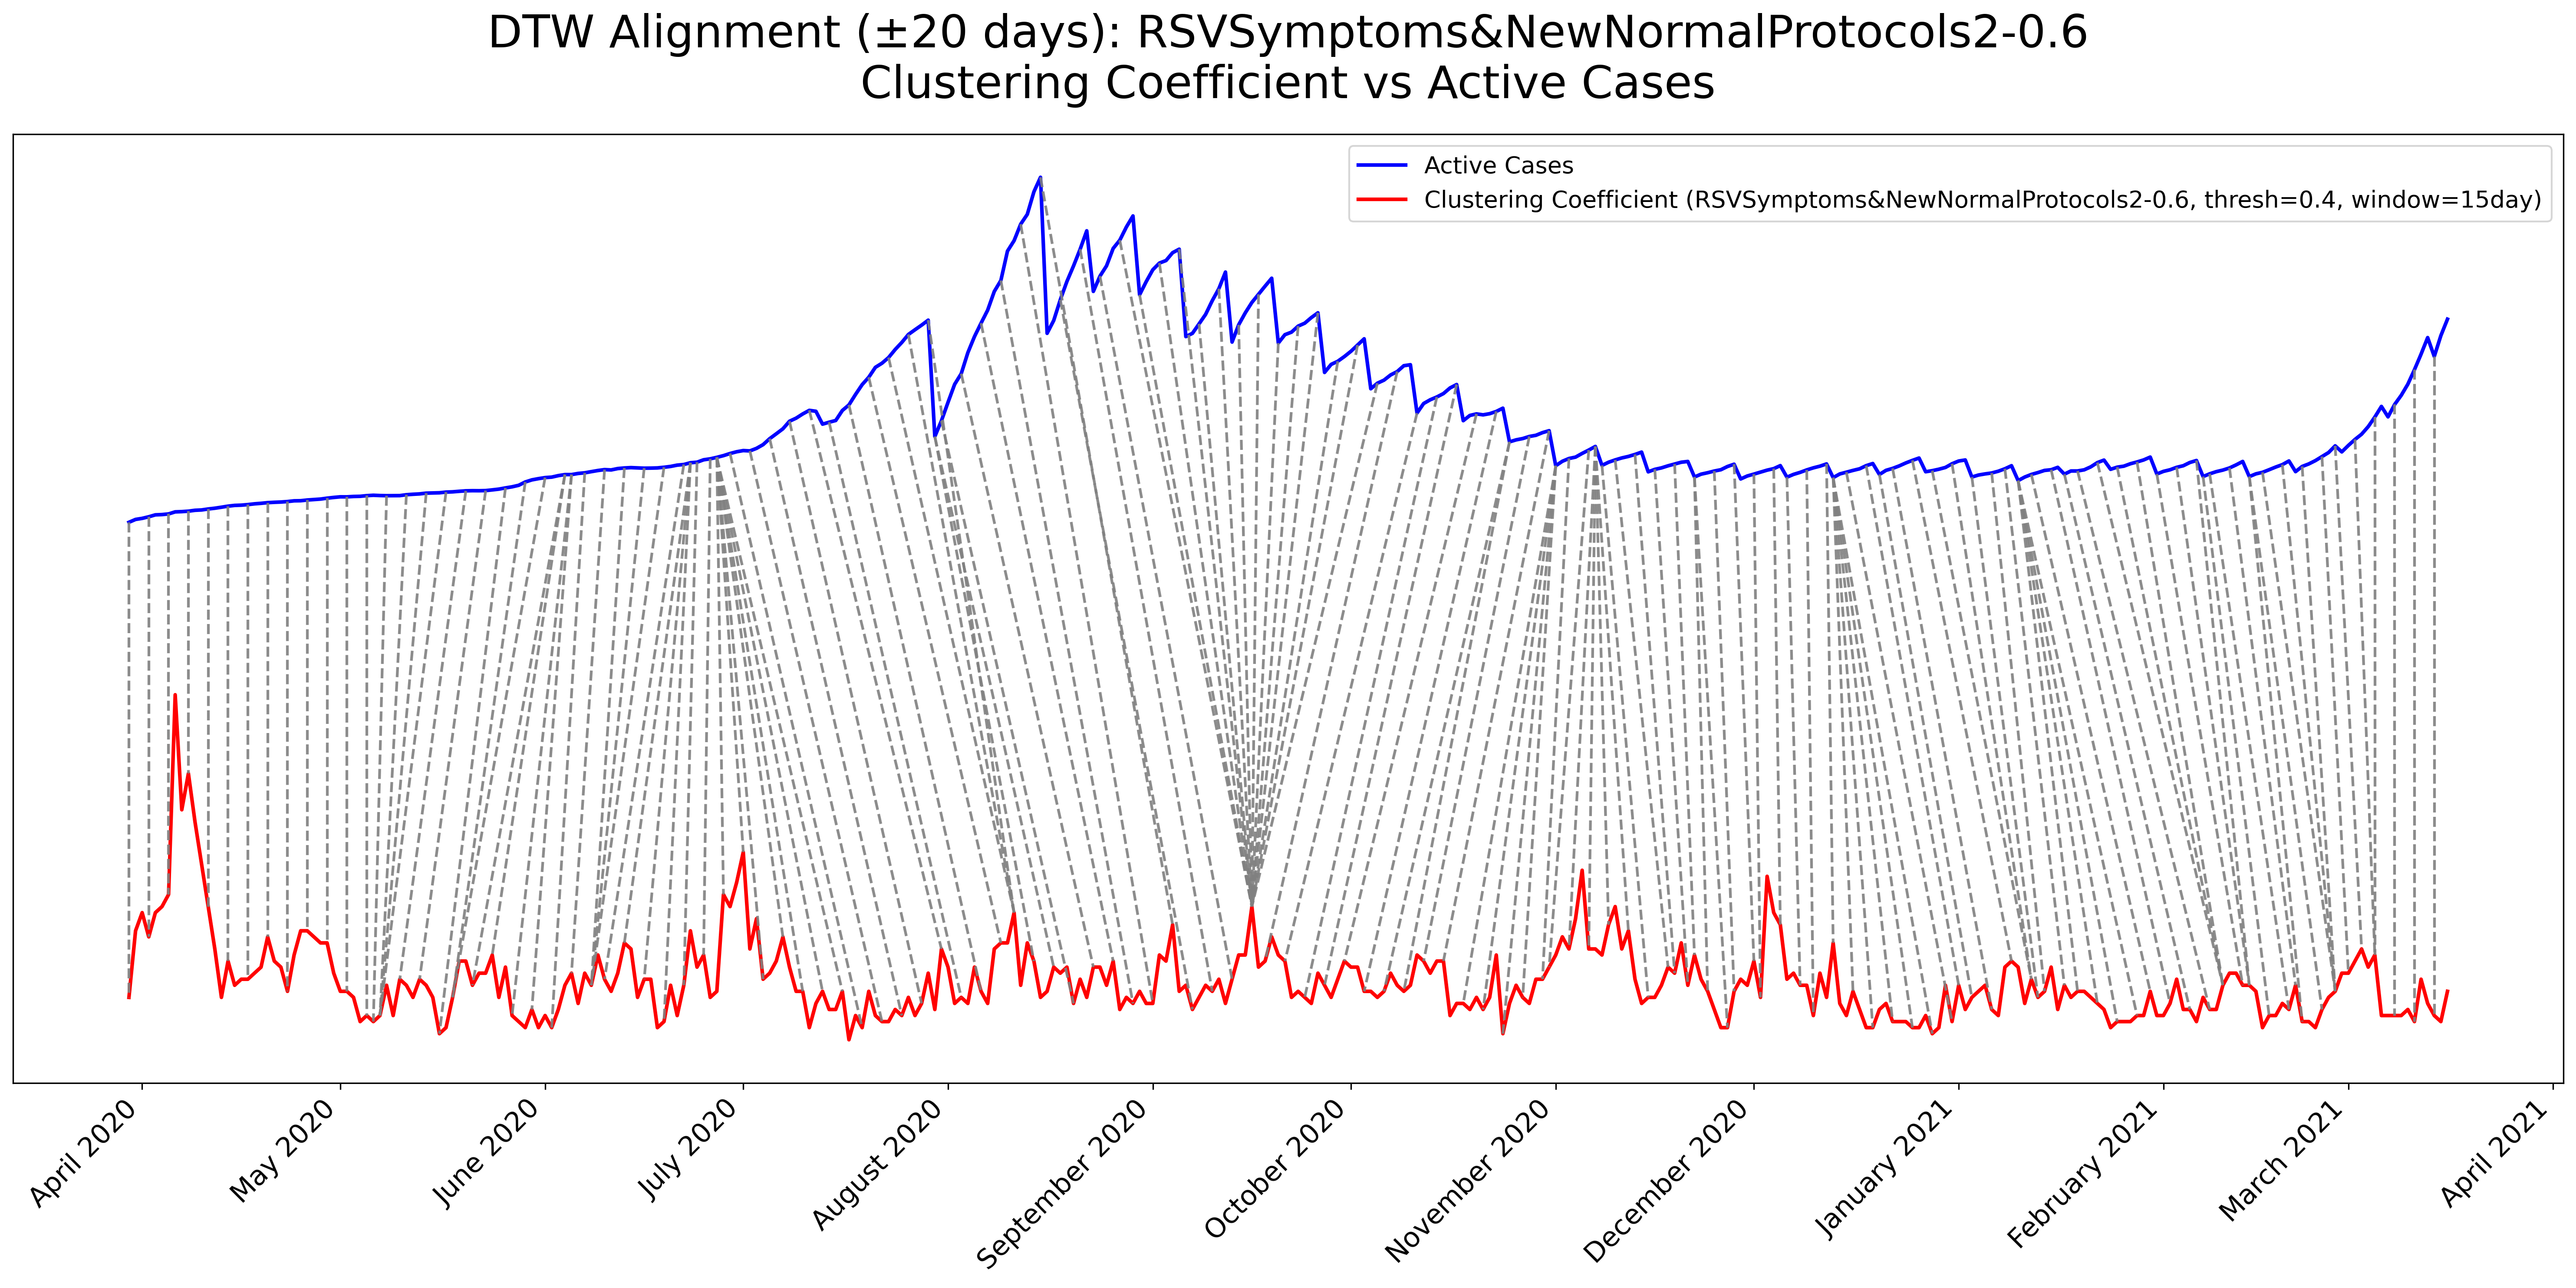 DTW Alignment (±20 days): RSVSymptoms&NewNormalProtocols2-0.6
Clustering Coefficient vs Active Cases
Active Cases
Clustering Coefficient (RSVSymptoms&NewNormalProtocols2-0.6, thresh=0.4, window=15day)
April 2020
May 2020
June 2020
July 2020
August 2020
September 2020
October 2020
November 2020
December 2020
January 2021
February 2021
March 2021
April 2021